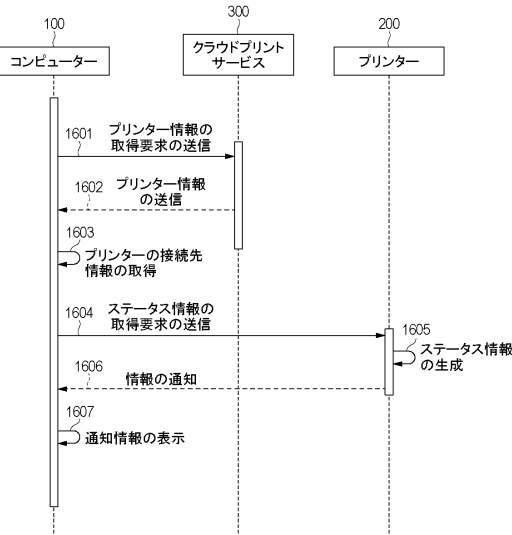 100
300
200
コンピューター
クラウドプリント
サービス
プリンター
1601
プリンター情報の
取得要求の送信
1602
プリンター情報
の送信
1603
プリンターの接続先
情報の取得
1604
ステータス情報の
取得要求の送信
1605
ステータス情報
の生成
1606
情報の通知
1607
通知情報の表示